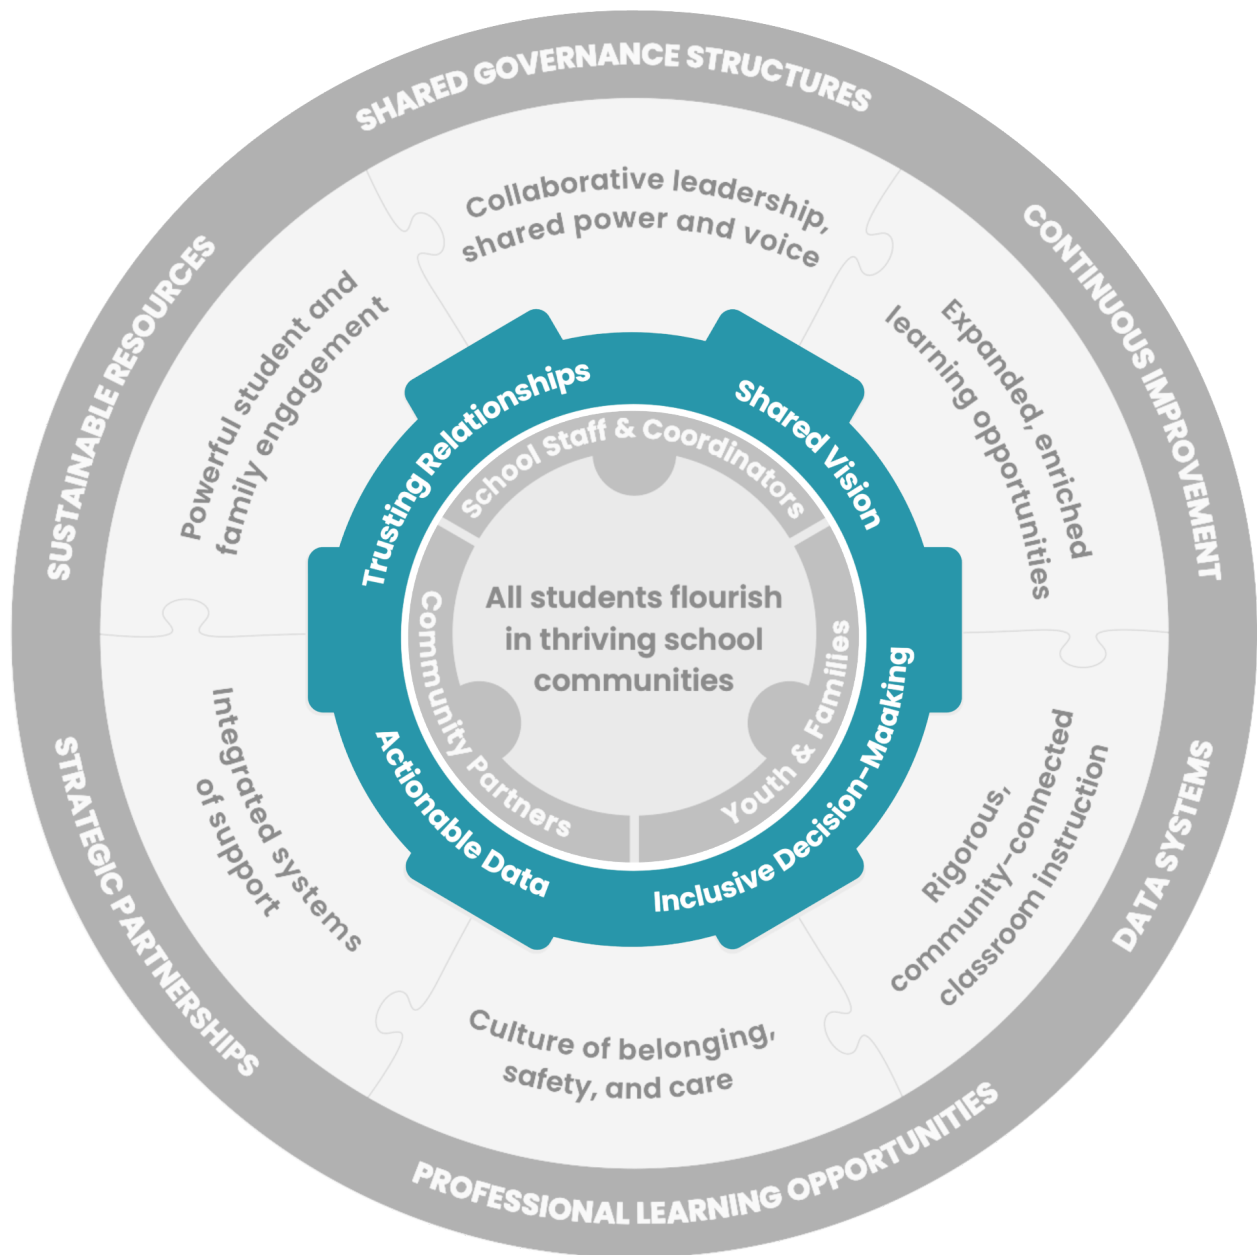 SHARED GOVERNANCE STRUCTURES
CONTINUOUS IMPROVEMENT
DATA SYSTEMS
PROFESSIONAL LEARNING OPPORTUNITIES
STRATEGIC PARTNERSHIPS
SUSTAINABLE RESOURCES
Collaborative leadership,
shared power and voice
Expanded, enriched
learning opportunities
Rigorous,
community-connected
classroom instruction
Culture of belonging,
safety, and care
Integrated systems
of support
Powerful student and
family engagement
Trusting Relationships
Shared Vision
Inclusive Decision-Maaking
Actionable Data
School Staff & Coordinators
Youth & Families
Community Partners
All students flourish
in thriving school
communities